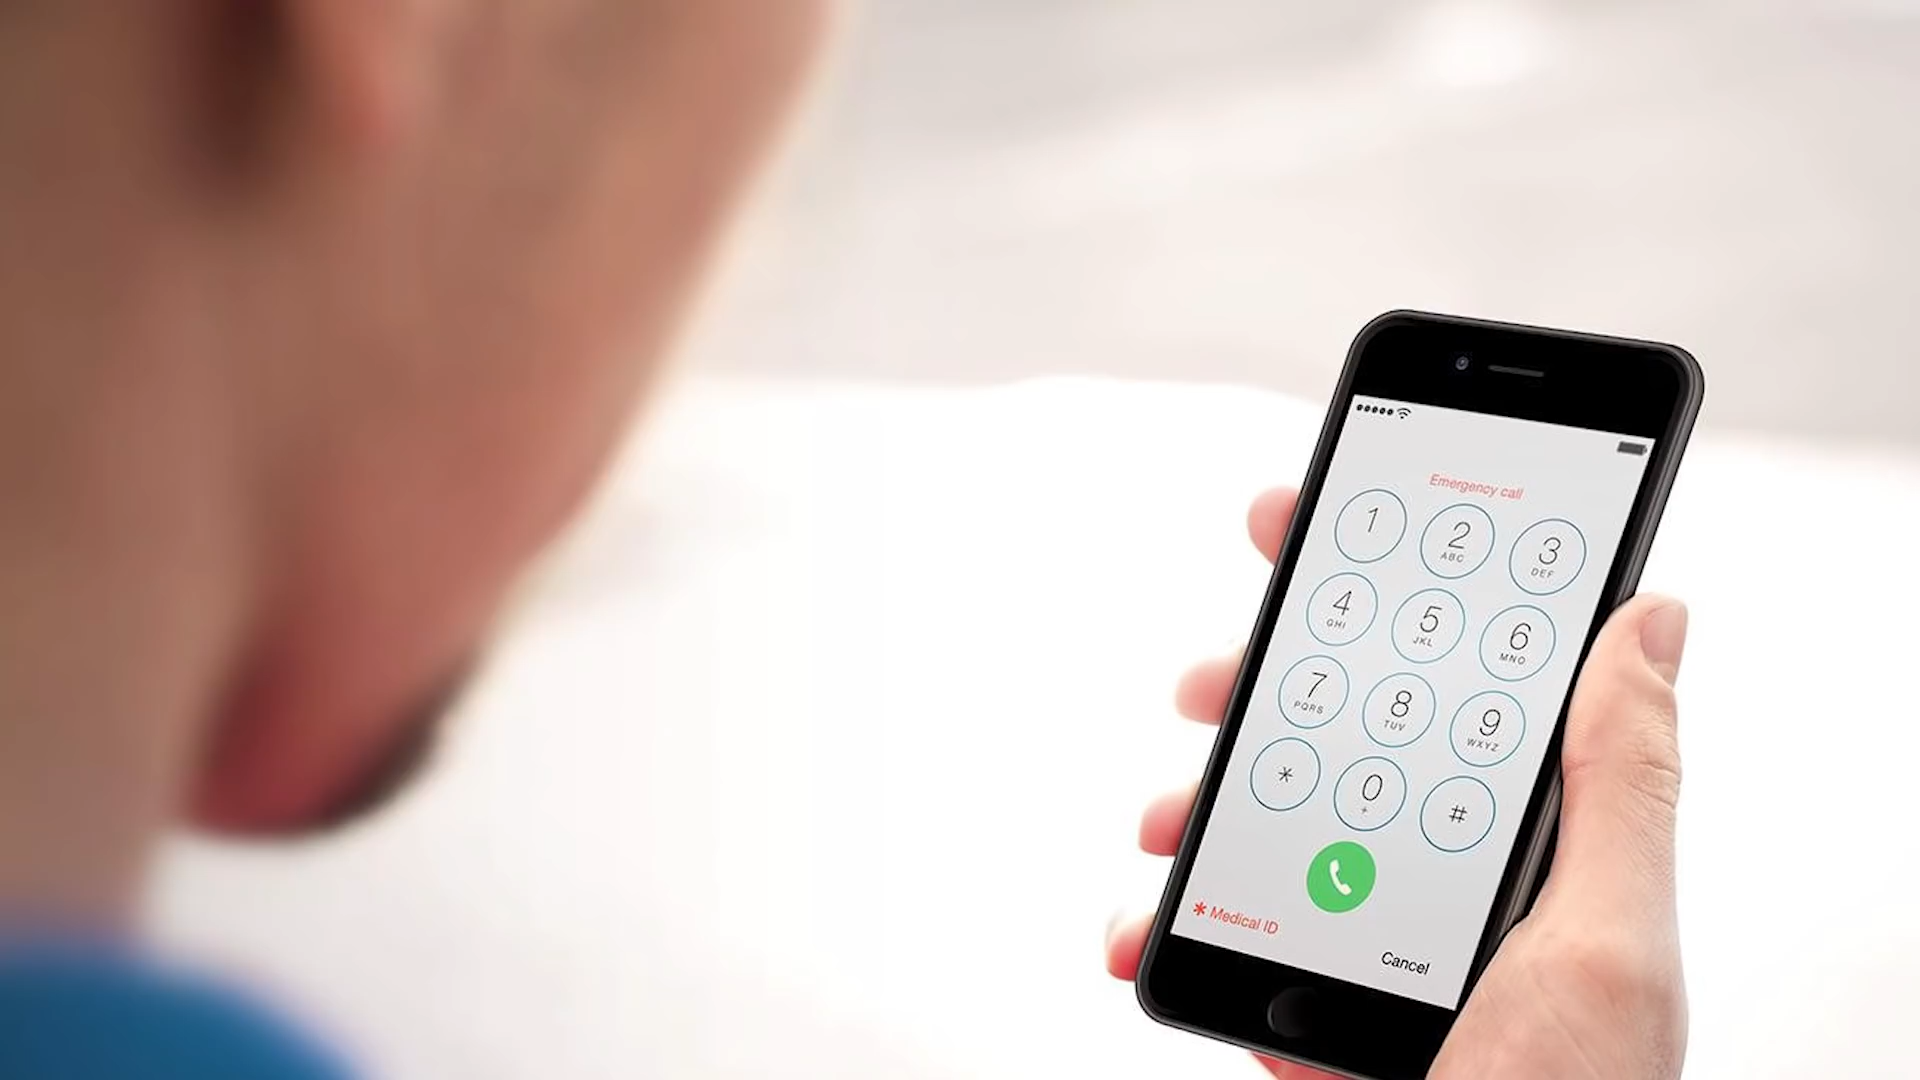 Emergency call
1 2 3
ABC DEF
4 5 6
GHI JKL MNO
7 8 9
PQRS TUV WXYZ
* 0 #
+
* Medical ID
Cancel